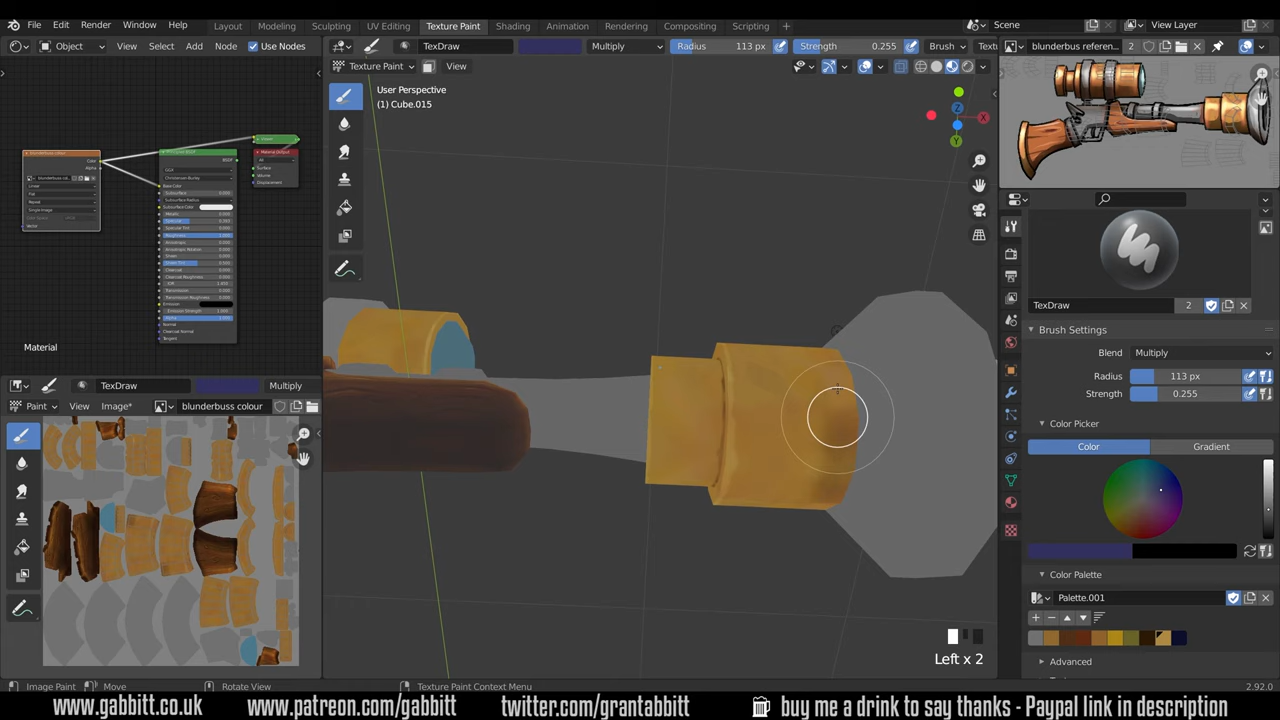 File Edit Render Window Help Layout Modeling Sculpting UV Editing Texture Paint Shading Animation Rendering Compositing Scripting + Scene View Layer
Object View Select Add Node Use Nodes TexDraw Multiply Radius 113 px Strength 0.255 Brush blunderbus referen... 2
Texture Paint View
User Perspective
(1) Cube.015
Material
TexDraw 2
Brush Settings
Blend Multiply
Radius 113 px
Strength 0.255
Color Picker
Color Gradient
Color Palette
Palette.001
Advanced
TexDraw Multiply
Paint View Image* blunderbuss colour
Left x 2
Image Paint Move Rotate View Texture Paint Context Menu 2.92.0
www.gabbitt.co.uk www.patreon.com/gabbitt twitter.com/grantabbitt buy me a drink to say thanks - Paypal link in description